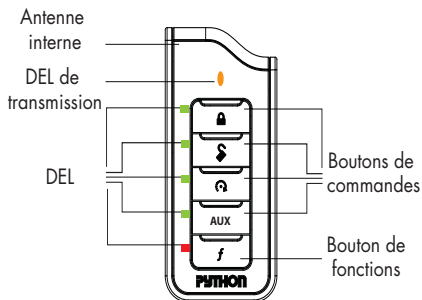 Antenne
interne
DEL de
transmission
DEL
AUX
f
PYTHON
Boutons de
commandes
Bouton de
fonctions